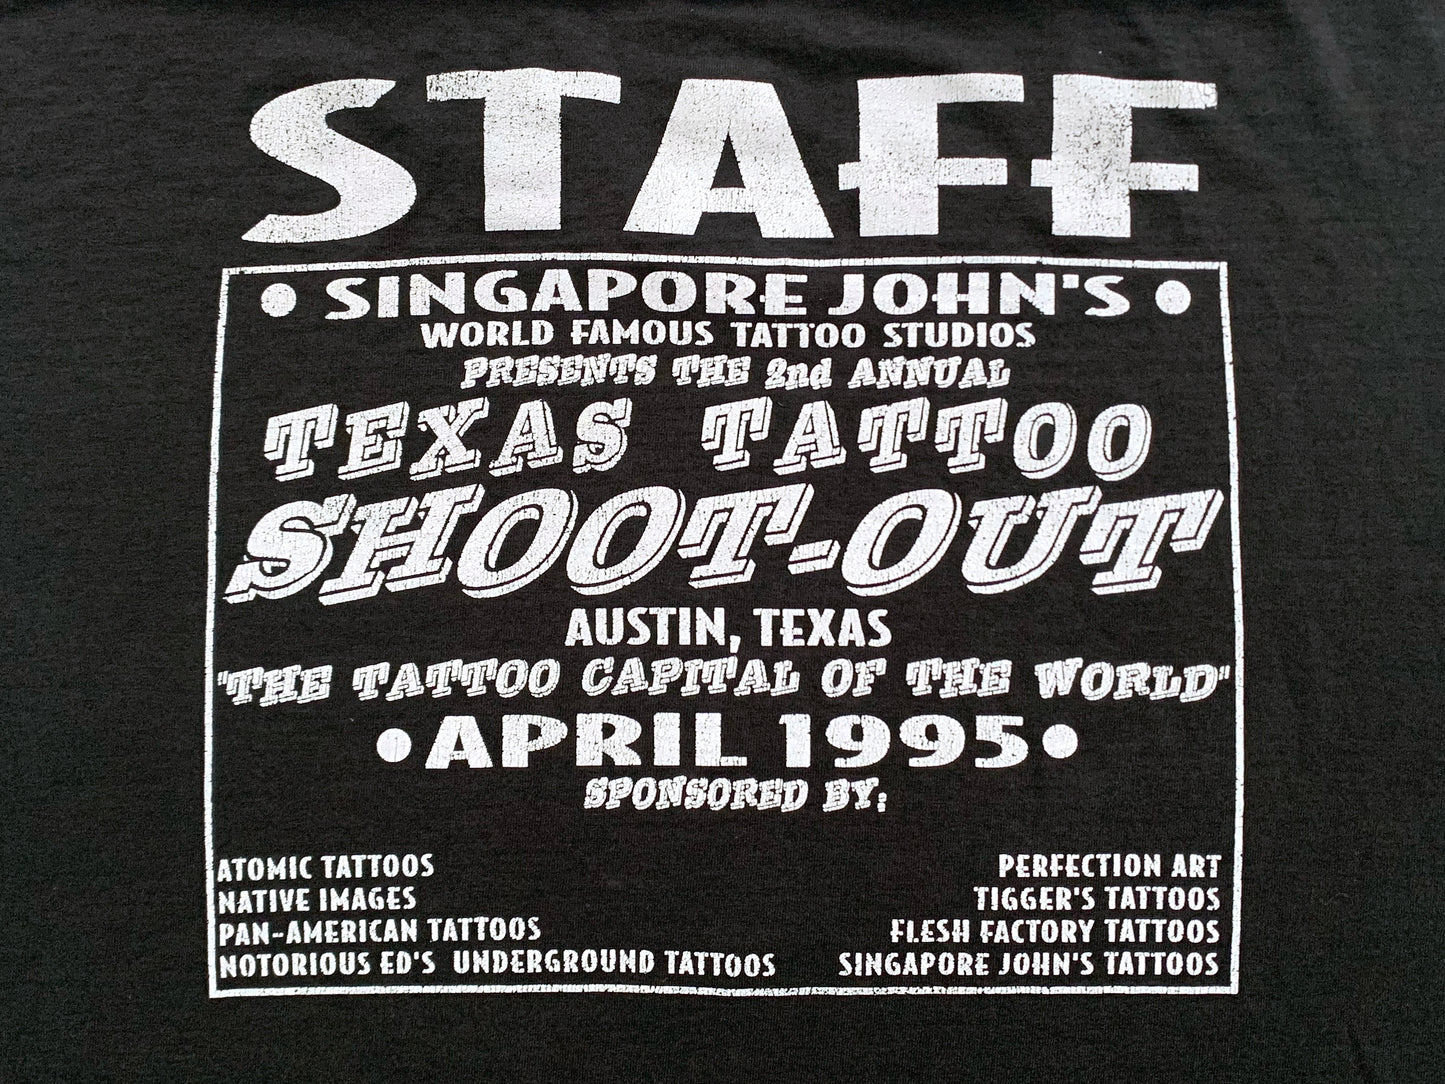 STAFF
• SINGAPORE JOHN'S •
WORLD FAMOUS TATTOO STUDIOS
PRESENTS THE 2nd ANNUAL
TEXAS TATTOO
SHOOT-OUT
AUSTIN, TEXAS
"THE TATTOO CAPITAL OF THE WORLD"
• APRIL 1995 •
SPONSORED BY:
ATOMIC TATTOOS
NATIVE IMAGES
PAN-AMERICAN TATTOOS
NOTORIOUS ED'S UNDERGROUND TATTOOS
PERFECTION ART
TIGGER'S TATTOOS
FLESH FACTORY TATTOOS
SINGAPORE JOHN'S TATTOOS